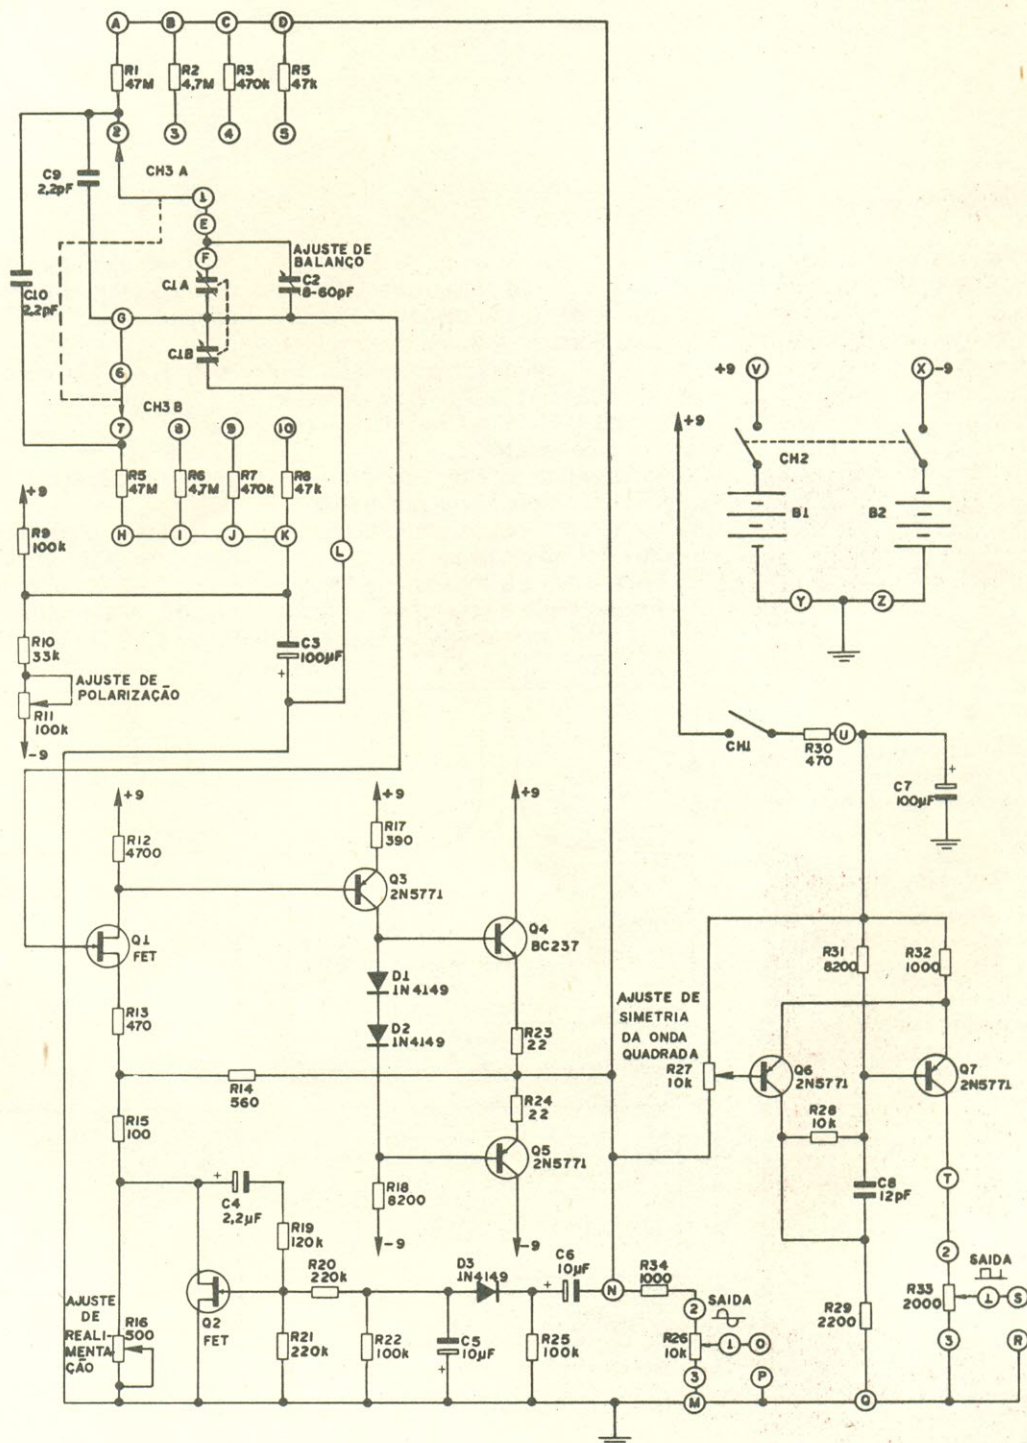 A B C D
R1
47M
R2
4,7M
R3
470k
R5
47k
2 3 4 5
C9
2,2pF
CH3 A
1
E
F
AJUSTE DE
BALANÇO
C2
8-60pF
C1A
C10
2,2pF
G
C1B
6
CH3 B
7 8 9 10
R5
47M
R6
4,7M
R7
470k
R8
47k
H I J K
L
+9
R9
100k
R10
33k
C3
100µF
+
AJUSTE DE
POLARIZAÇÃO
R11
100k
-9
+9 V
X -9
+9
CH2
B1
B2
Y Z
CH1
R30
470
U
C7
100µF
+
+9
R12
4700
+9
R17
390
+9
Q3
2N5771
Q1
FET
Q4
BC237
D1
1N4149
R13
470
D2
1N4149
R23
22
R14
560
R24
22
R15
100
Q5
2N5771
R18
8200
-9
-9
+
C4
2,2µF
R19
120k
R20
220k
D3
1N4149
C6
10µF
+
N
R34
1000
2
SAIDA
R26
10k
1
O
3
P
M
AJUSTE
DE
REALI-
MENTA-
ÇÃO
R16
500
Q2
FET
R21
220k
R22
100k
C5
10µF
+
R25
100k
R31
8200
R32
1000
AJUSTE DE
SIMETRIA
DA ONDA
QUADRADA
R27
10k
Q6
2N5771
Q7
2N5771
R28
10k
C8
12pF
T
2
SAIDA
R33
2000
1
S
3
R
R29
2200
Q